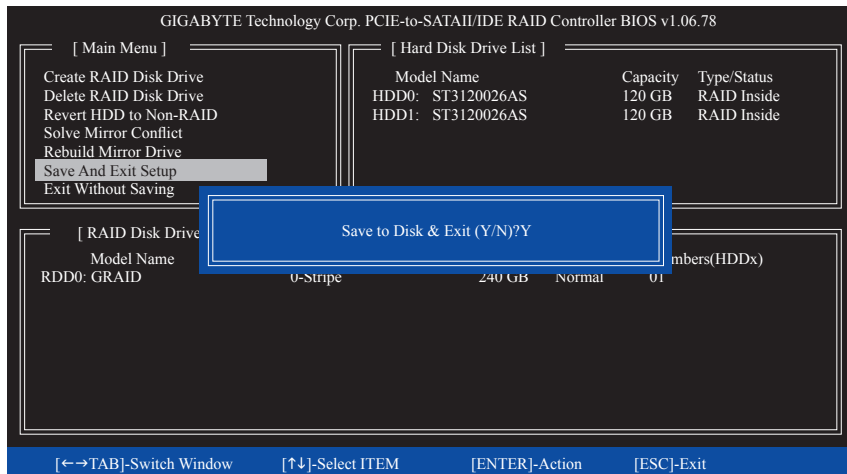 GIGABYTE Technology Corp. PCIE-to-SATAII/IDE RAID Controller BIOS v1.06.78
[ Main Menu ]
Create RAID Disk Drive
Delete RAID Disk Drive
Revert HDD to Non-RAID
Solve Mirror Conflict
Rebuild Mirror Drive
Save And Exit Setup
Exit Without Saving
[ Hard Disk Drive List ]
Model Name Capacity Type/Status
HDD0: ST3120026AS 120 GB RAID Inside
HDD1: ST3120026AS 120 GB RAID Inside
Save to Disk & Exit (Y/N)?Y
[ RAID Disk Drive
Model Name mbers(HDDx)
RDD0: GRAID 0-Stripe 240 GB Normal 01
[←→TAB]-Switch Window [↑↓]-Select ITEM [ENTER]-Action [ESC]-Exit